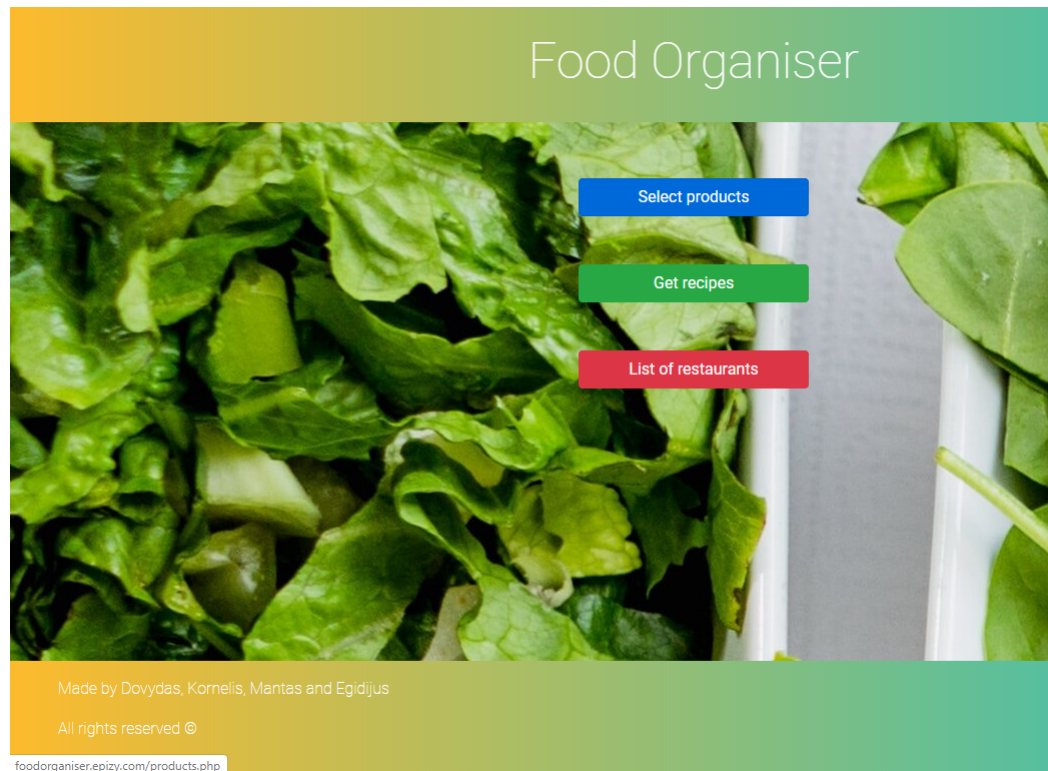 Food Organiser
Select products
Get recipes
List of restaurants
Made by Dovydas, Kornelis, Mantas and Egidijus
All rights reserved ©
foodorganiser.epizy.com/products.php